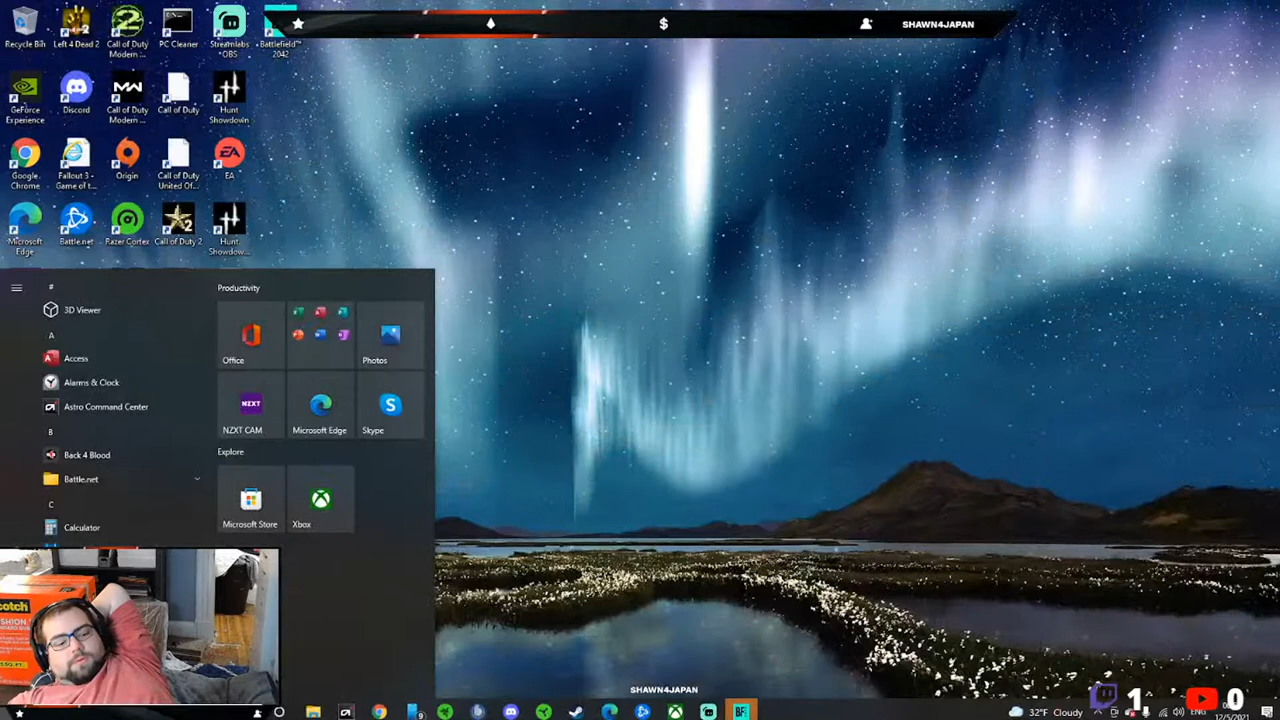 SHAWN4JAPAN
Recycle Bin
Left 4 Dead 2
Call of Duty Modern ...
PC Cleaner
Streamlabs OBS
Battlefield™ 2042
GeForce Experience
Discord
Call of Duty Modern ...
Call of Duty
Hunt Showdown
Google Chrome
Fallout 3 - Game of t...
Origin
Call of Duty United Of...
EA
Microsoft Edge
Battle.net
Razer Cortex
Call of Duty 2
Hunt Showdow...
#
3D Viewer
A
Access
Alarms & Clock
Astro Command Center
B
Back 4 Blood
Battle.net
C
Calculator
Productivity
Office
Photos
NZXT
NZXT CAM
Microsoft Edge
Skype
Explore
Microsoft Store
Xbox
SHAWN4JAPAN
1
0
32°F Cloudy
ENG
12/5/2021